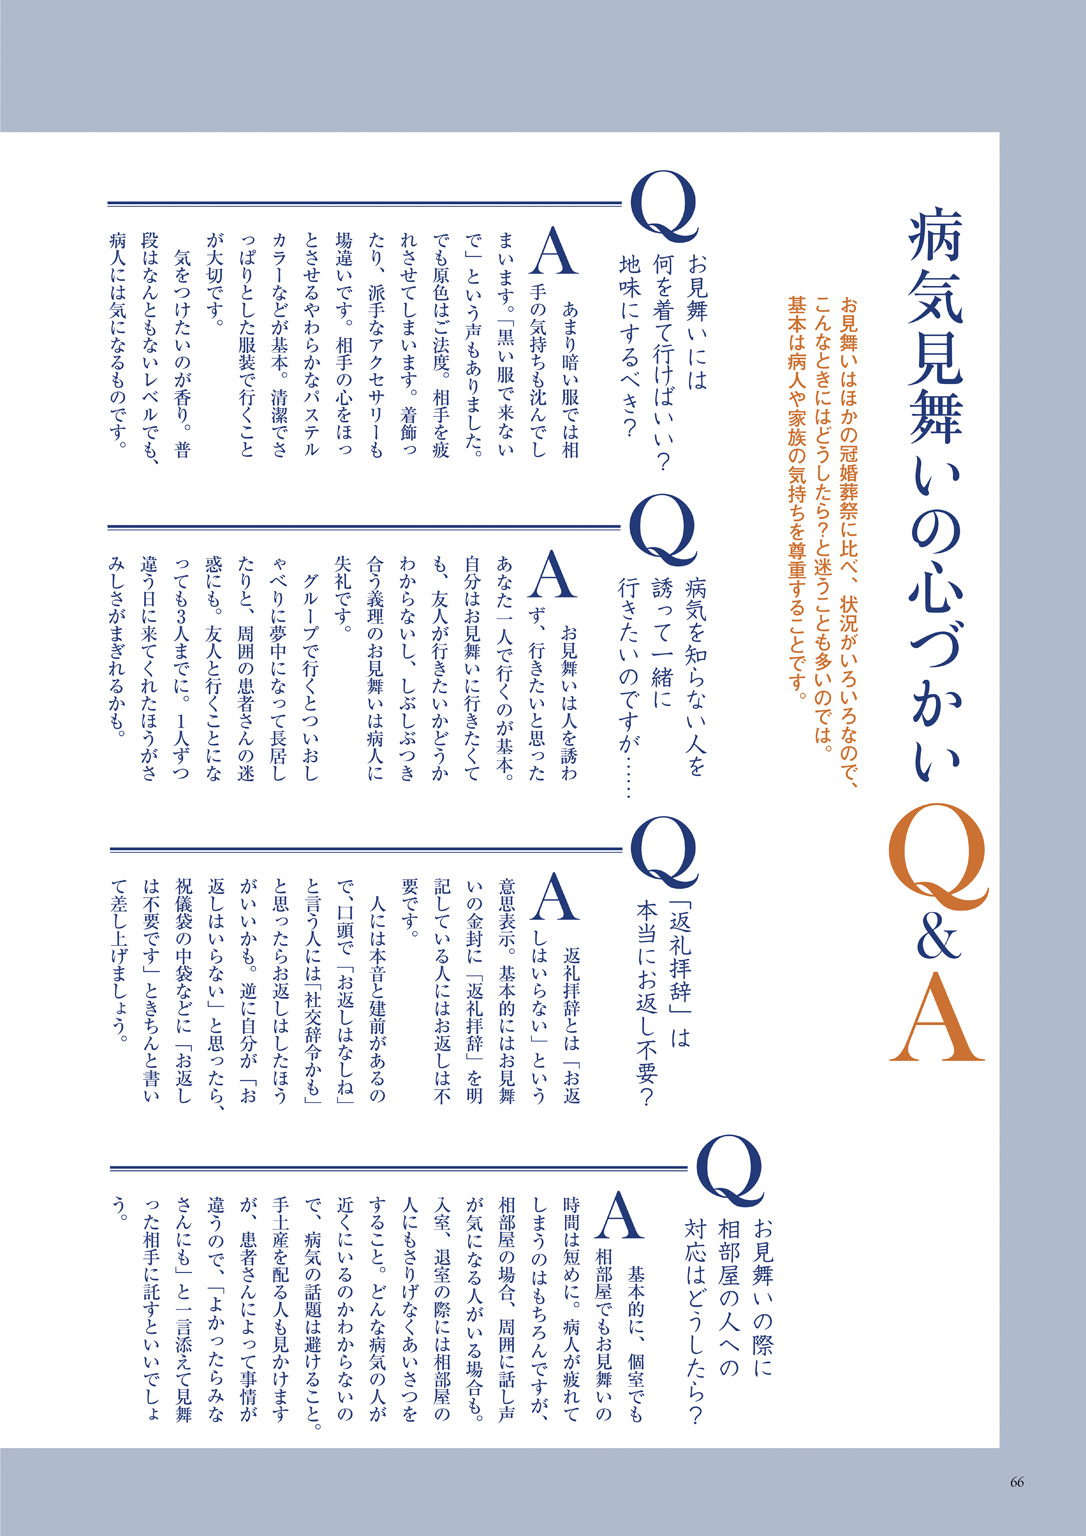 病気見舞いの心づかい Q&A
お見舞いはほかの冠婚葬祭に比べ、状況がいろいろなので、
こんなときにはどうしたら？と迷うことも多いのでは。
基本は病人や家族の気持ちを尊重することです。
Q
お見舞いには
何を着て行けばいい？
地味にするべき？
A
あまり暗い服では相
手の気持ちも沈んでし
まいます。「黒い服で来ない
で」という声もありました。
でも原色はご法度。相手を疲
れさせてしまいます。着飾っ
たり、派手なアクセサリーも
場違いです。相手の心をほっ
とさせるやわらかなパステル
カラーなどが基本。清潔でさ
っぱりとした服装で行くこと
が大切です。
気をつけたいのが香り。普
段はなんともないレベルでも、
病人には気になるものです。
Q
病気を知らない人を
誘って一緒に
行きたいのですが……
A
お見舞いは人を誘わ
ず、行きたいと思った
あなた一人で行くのが基本。
自分はお見舞いに行きたくて
も、友人が行きたいかどうか
わからないし、しぶしぶつき
合う義理のお見舞いは病人に
失礼です。
グループで行くとついおし
ゃべりに夢中になって長居し
たりと、周囲の患者さんの迷
惑にも。友人と行くことにな
っても3人までに。1人ずつ
違う日に来てくれたほうがさ
みしさがまぎれるかも。
Q
「返礼拝辞」は
本当にお返し不要？
A
返礼拝辞とは「お返
しはいらない」という
意思表示。基本的にはお見舞
いの金封に「返礼拝辞」を明
記している人にはお返しは不
要です。
人には本音と建前があるの
で、口頭で「お返しはなしね」
と言う人には「社交辞令かも」
と思ったらお返しはしたほう
がいいかも。逆に自分が「お
返しはいらない」と思ったら、
祝儀袋の中袋などに「お返し
は不要です」ときちんと書い
て差し上げましょう。
Q
お見舞いの際に
相部屋の人への
対応はどうしたら？
A
基本的に、個室でも
相部屋でもお見舞いの
時間は短めに。病人が疲れて
しまうのはもちろんですが、
相部屋の場合、周囲に話し声
が気になる人がいる場合も。
入室、退室の際には相部屋の
人にもさりげなくあいさつを
すること。どんな病気の人が
近くにいるのかわからないの
で、病気の話題は避けること。
手土産を配る人も見かけます
が、患者さんによって事情が
違うので、「よかったらみな
さんにも」と一言添えて見舞
った相手に託すといいでしょ
う。
66